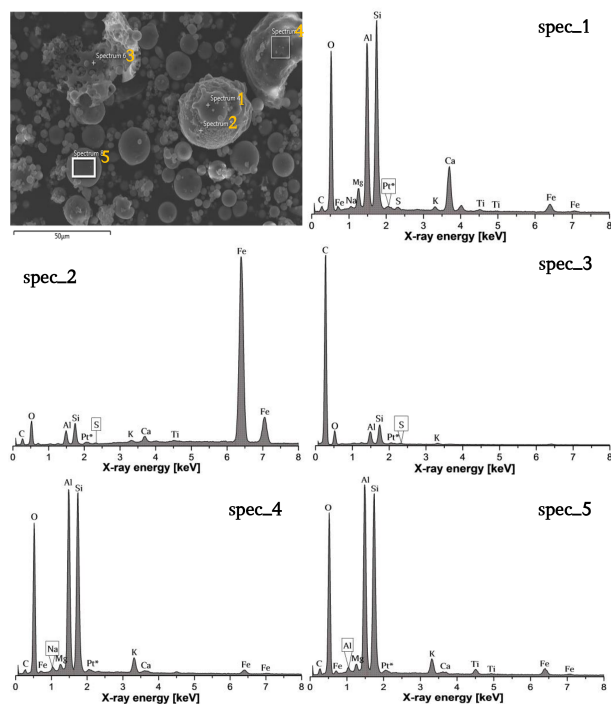 Spectrum 6 3
4
Spectrum 4 1
Spectrum 2
Spectrum 5
50µm
spec_1
O
Al
Si
C
Fe
Na
Mg
Pt*
S
K
Ca
Ti
Ti
Fe
Fe
0 1 2 3 4 5 6 7 8
X-ray energy [keV]
spec_2
C
O
Al
Si
Pt*
S
K
Ca
Ti
Fe
Fe
0 1 2 3 4 5 6 7 8
X-ray energy [keV]
spec_3
C
O
Al
Si
Pt*
S
K
0 1 2 3 4 5 6 7 8
X-ray energy [keV]
spec_4
C
O
Fe
Na
Mg
Al
Si
Pt*
K
Ca
Fe
Fe
0 1 2 3 4 5 6 7 8
X-ray energy [keV]
spec_5
C
O
Fe
Al
Mg
Al
Si
Pt*
K
Ca
Ti
Ti
Fe
Fe
0 1 2 3 4 5 6 7 8
X-ray energy [keV]